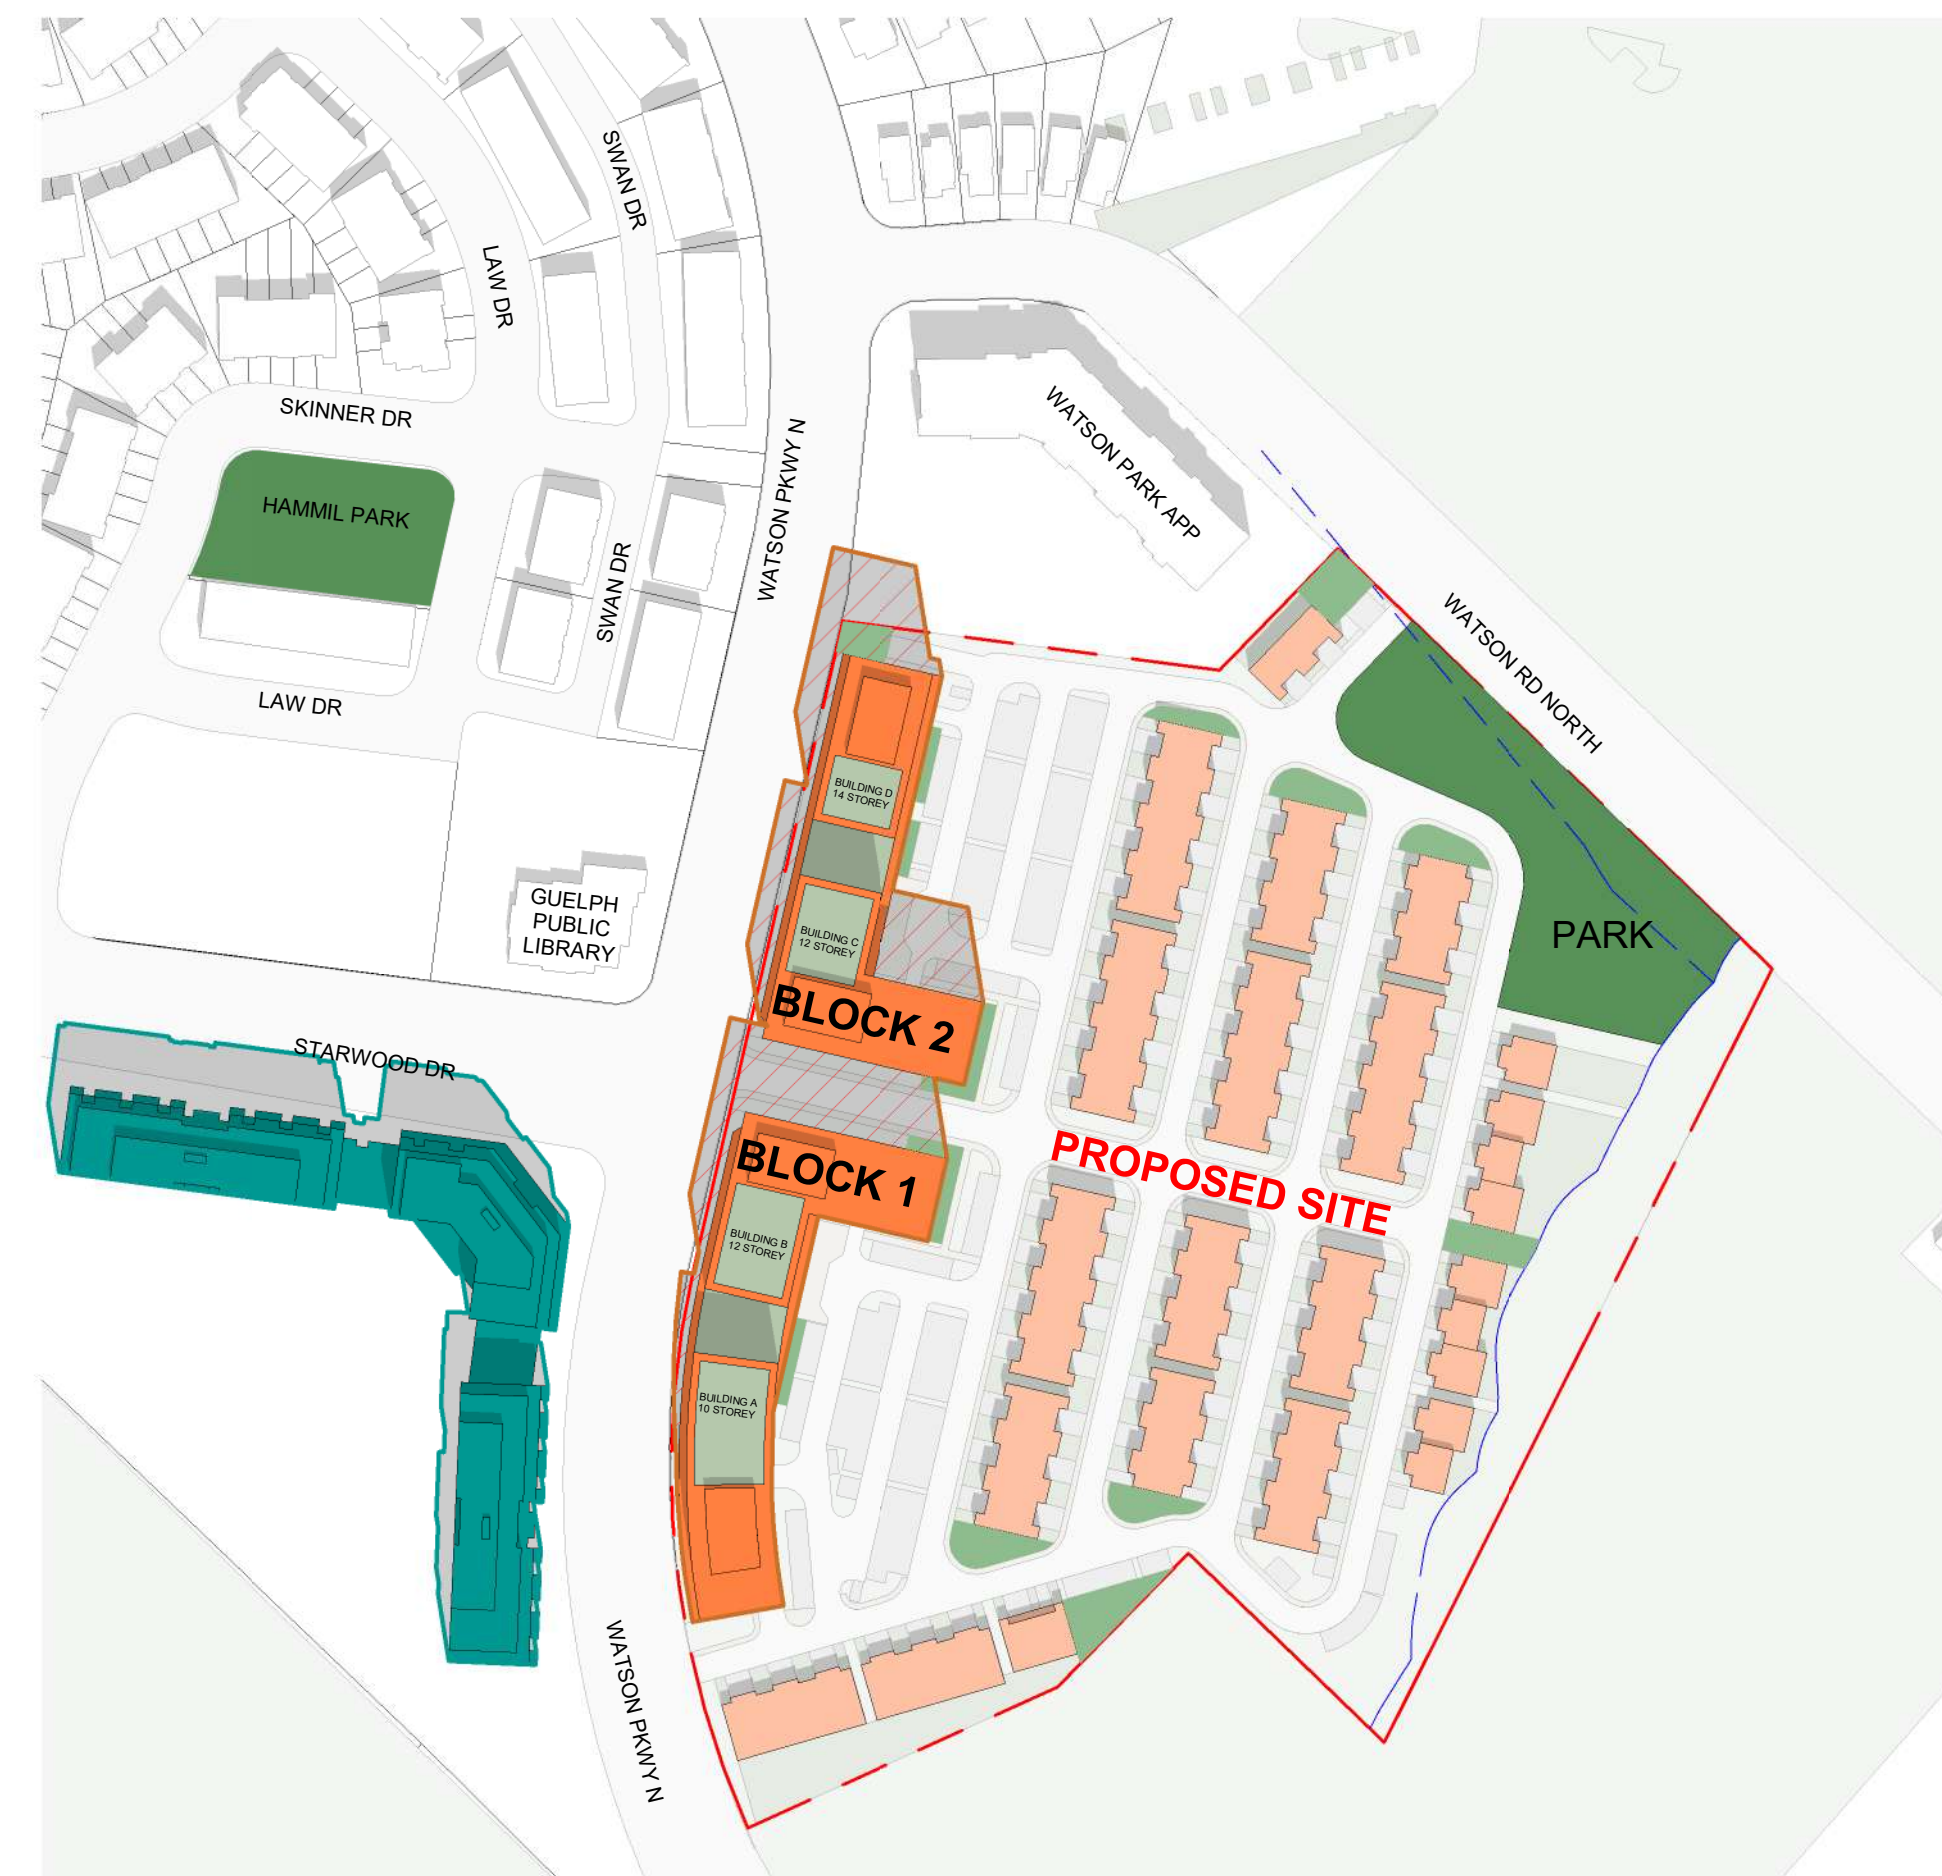 SWAN DR
LAW DR
SKINNER DR
WATSON PKWY N
WATSON PARK APP
HAMMIL PARK
SWAN DR
WATSON RD NORTH
LAW DR
BUILDING D
14 STOREY
GUELPH
PUBLIC
LIBRARY
BUILDING C
12 STOREY
PARK
BLOCK 2
STARWOOD DR
BLOCK 1
PROPOSED SITE
BUILDING B
12 STOREY
BUILDING A
10 STOREY
WATSON PKWY N